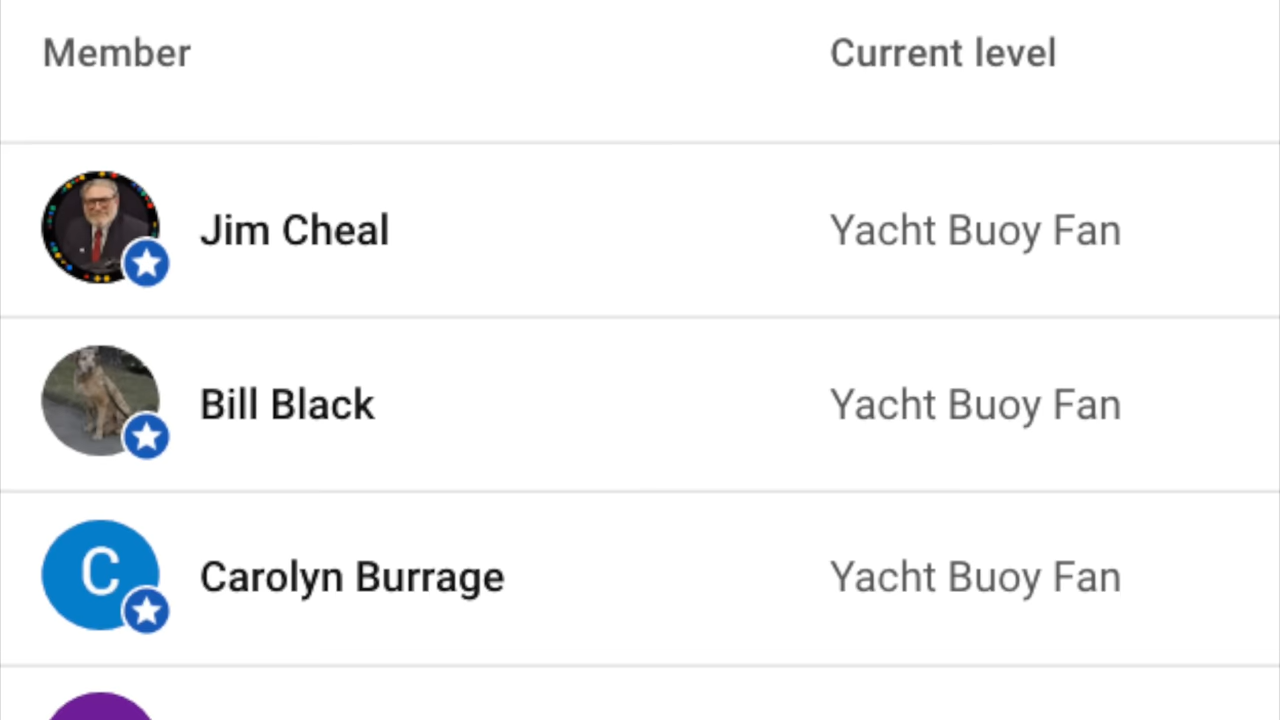 Member Current level
Jim Cheal Yacht Buoy Fan
Bill Black Yacht Buoy Fan
C Carolyn Burrage Yacht Buoy Fan